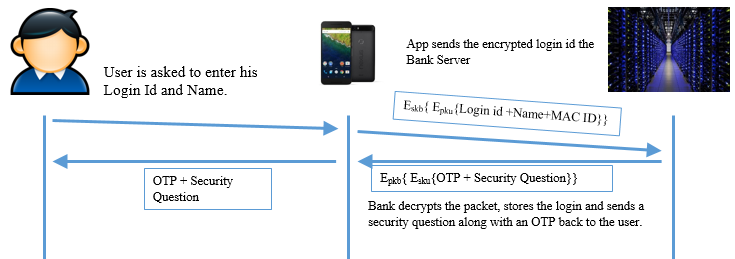 App sends the encrypted login id the
Bank Server
User is asked to enter his
Login Id and Name.
Eskb{ Epku{Login id +Name+MAC ID}}
OTP + Security
Question
Epkb{ Esku{OTP + Security Question}}
Bank decrypts the packet, stores the login and sends a
security question along with an OTP back to the user.